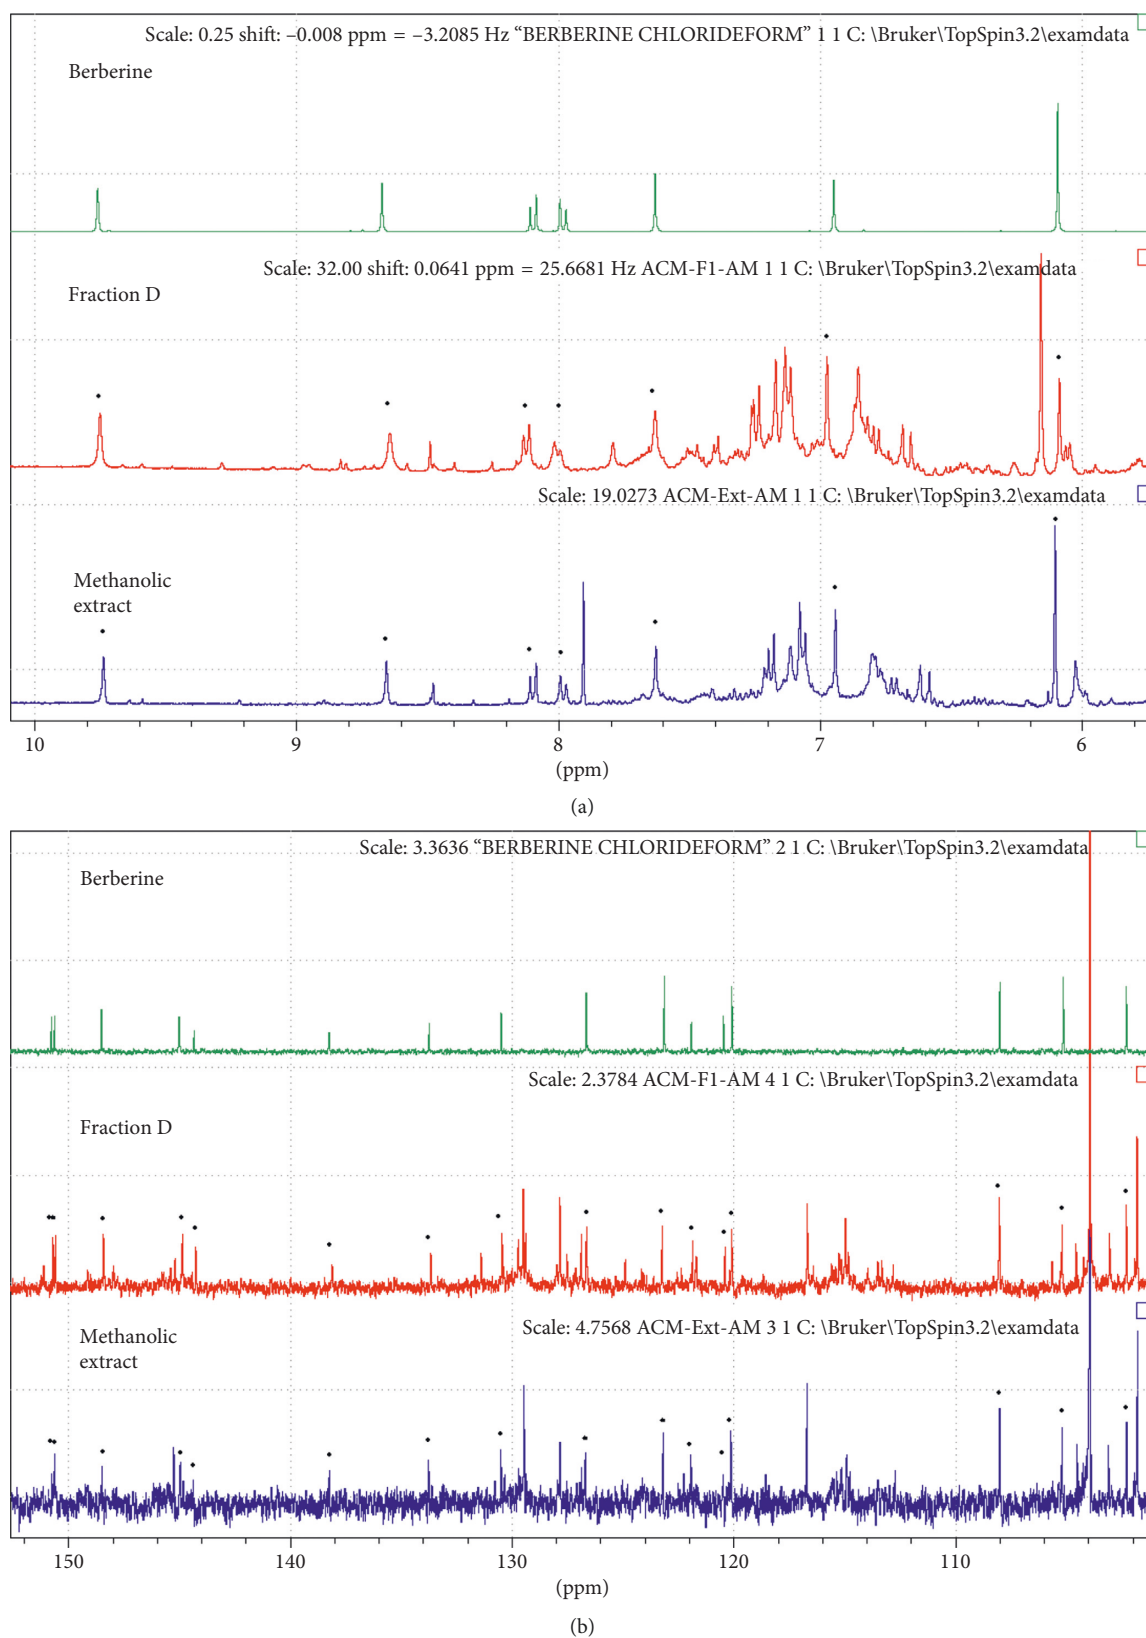 Scale: 0.25 shift: –0.008 ppm = –3.2085 Hz “BERBERINE CHLORIDEFORM” 1 1 C: \Bruker\TopSpin3.2\examdata
Berberine
Scale: 32.00 shift: 0.0641 ppm = 25.6681 Hz ACM-F1-AM 1 1 C: \Bruker\TopSpin3.2\examdata
Fraction D
Scale: 19.0273 ACM-Ext-AM 1 1 C: \Bruker\TopSpin3.2\examdata
Methanolic
extract
10 9 8 7 6
(ppm)
(a)
Scale: 3.3636 “BERBERINE CHLORIDEFORM” 2 1 C: \Bruker\TopSpin3.2\examdata
Berberine
Scale: 2.3784 ACM-F1-AM 4 1 C: \Bruker\TopSpin3.2\examdata
Fraction D
Scale: 4.7568 ACM-Ext-AM 3 1 C: \Bruker\TopSpin3.2\examdata
Methanolic
extract
150 140 130 120 110
(ppm)
(b)